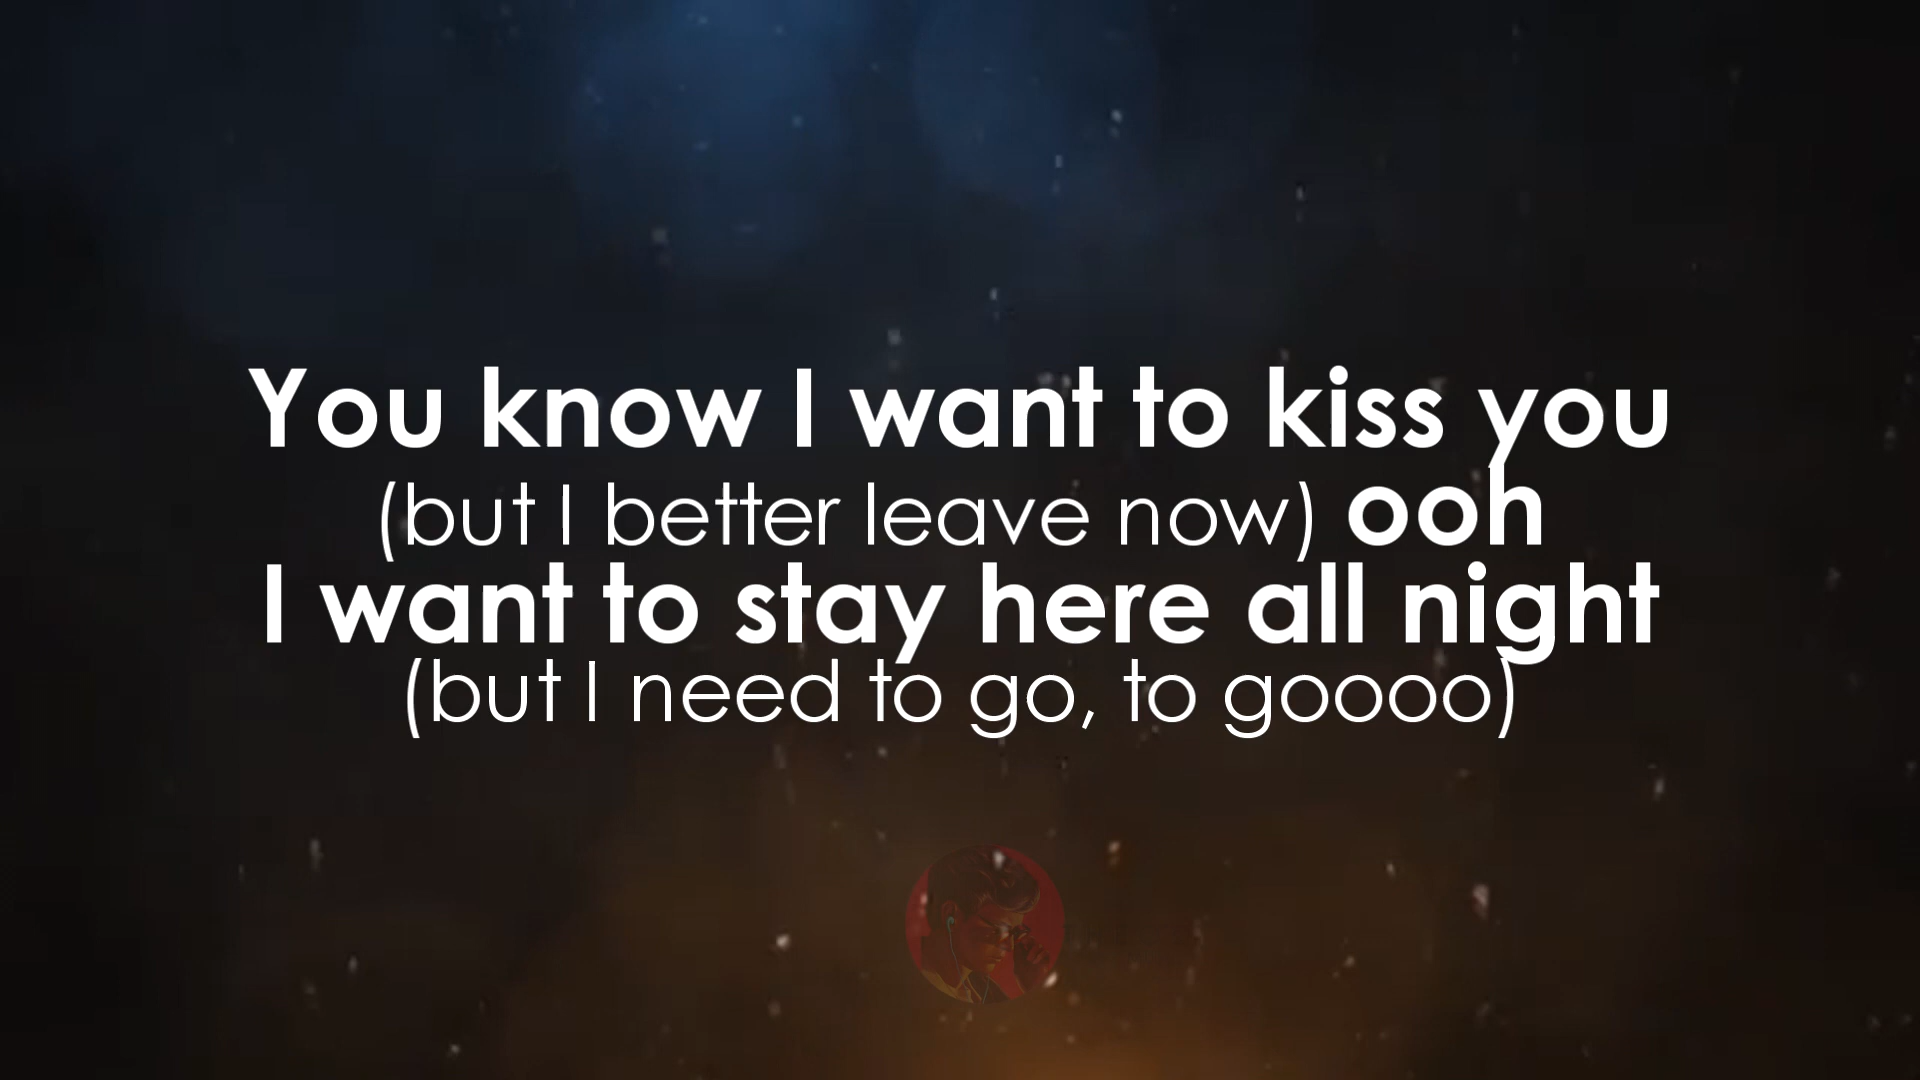 You know I want to kiss you
(but I better leave now) ooh
I want to stay here all night
(but I need to go, to goooo)